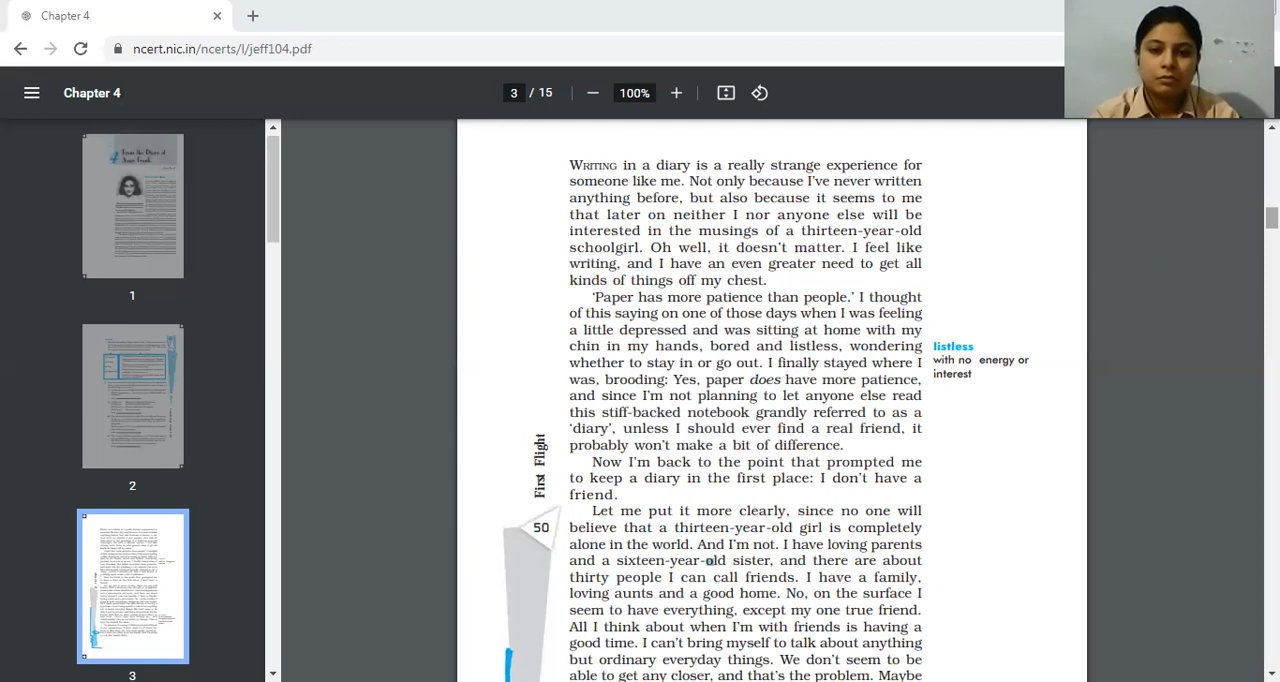 Chapter 4
ncert.nic.in/ncerts/l/jeff104.pdf
Chapter 4
3 / 15
100%
1
2
3
WRITING in a diary is a really strange experience for
someone like me. Not only because I've never written
anything before, but also because it seems to me
that later on neither I nor anyone else will be
interested in the musings of a thirteen-year-old
schoolgirl. Oh well, it doesn't matter. I feel like
writing, and I have an even greater need to get all
kinds of things off my chest.
'Paper has more patience than people.' I thought
of this saying on one of those days when I was feeling
a little depressed and was sitting at home with my
chin in my hands, bored and listless, wondering
whether to stay in or go out. I finally stayed where I
was, brooding: Yes, paper does have more patience,
and since I'm not planning to let anyone else read
this stiff-backed notebook grandly referred to as a
'diary', unless I should ever find a real friend, it
probably won't make a bit of difference.
Now I'm back to the point that prompted me
to keep a diary in the first place: I don't have a
friend.
Let me put it more clearly, since no one will
believe that a thirteen-year-old girl is completely
alone in the world. And I'm not. I have loving parents
and a sixteen-year-old sister, and there are about
thirty people I can call friends. I have a family,
loving aunts and a good home. No, on the surface I
seem to have everything, except my one true friend.
All I think about when I'm with friends is having a
good time. I can't bring myself to talk about anything
but ordinary everyday things. We don't seem to be
able to get any closer, and that's the problem. Maybe
listless
with no energy or
interest
First Flight
50